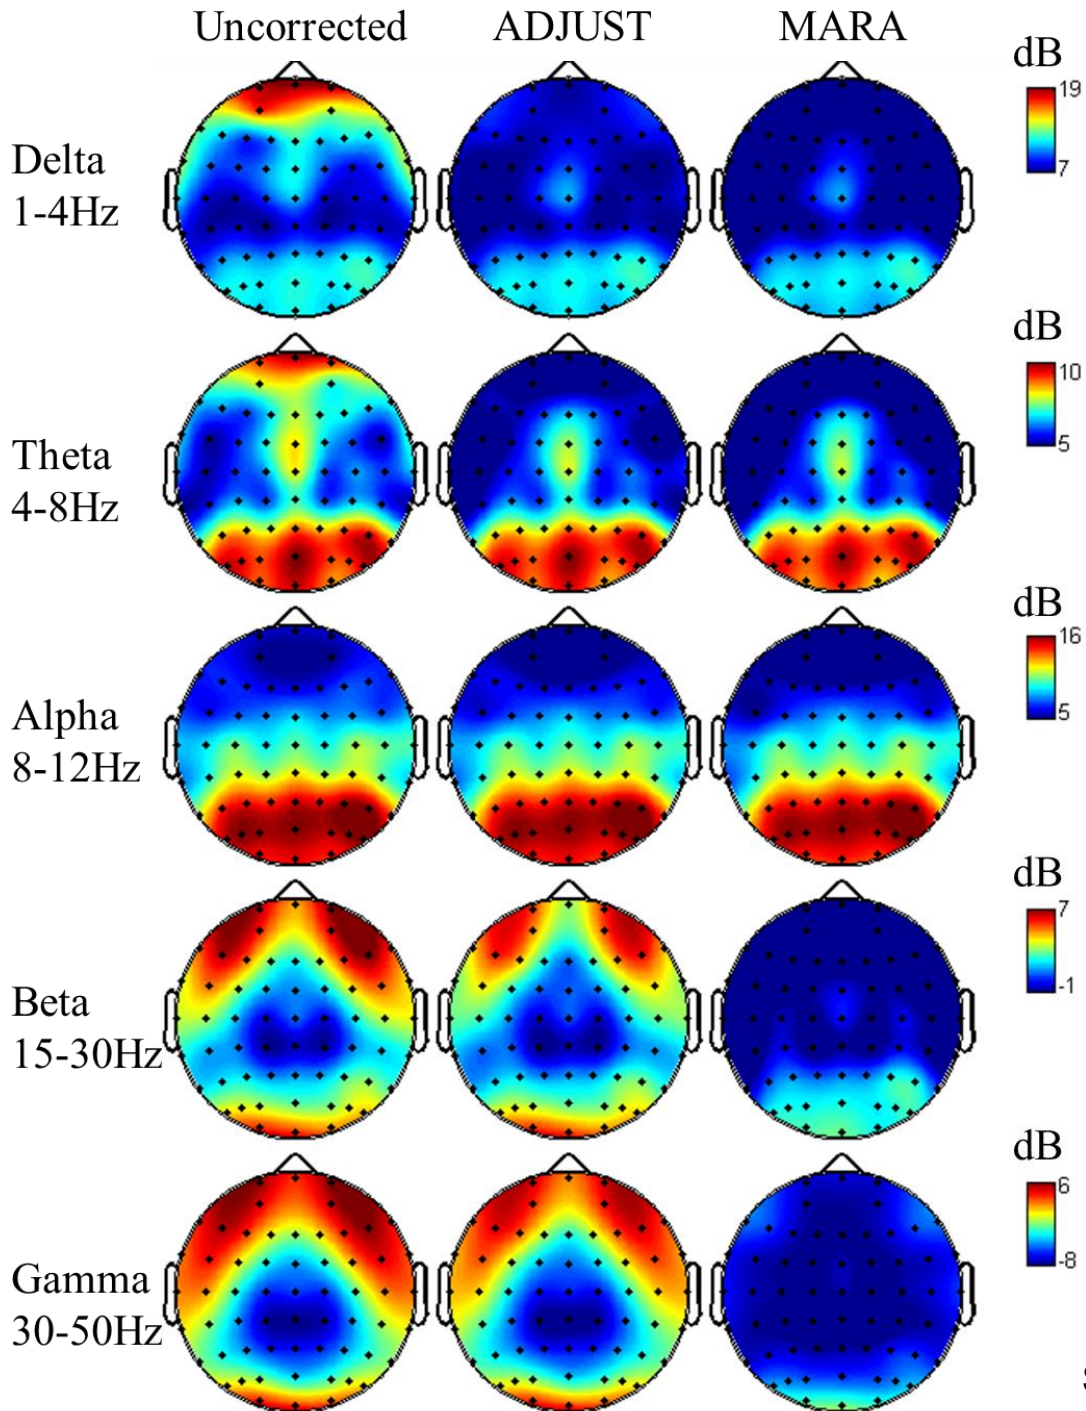 Uncorrected ADJUST MARA
dB
19
7
Delta
1-4Hz
dB
10
5
Theta
4-8Hz
dB
16
5
Alpha
8-12Hz
dB
7
-1
Beta
15-30Hz
dB
6
-8
Gamma
30-50Hz